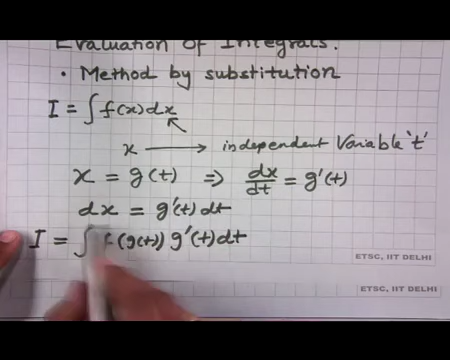 Evaluation of Integrals.
• Method by substitution
I = ∫ f(x) dx
x ⟶ independent Variable 't'
x = g(t) ⇒ dx/dt = g'(t)
dx = g'(t) dt
I = ∫ f(g(t)) g'(t) dt
ETSC, IIT DELHI
ETSC, IIT DELHI